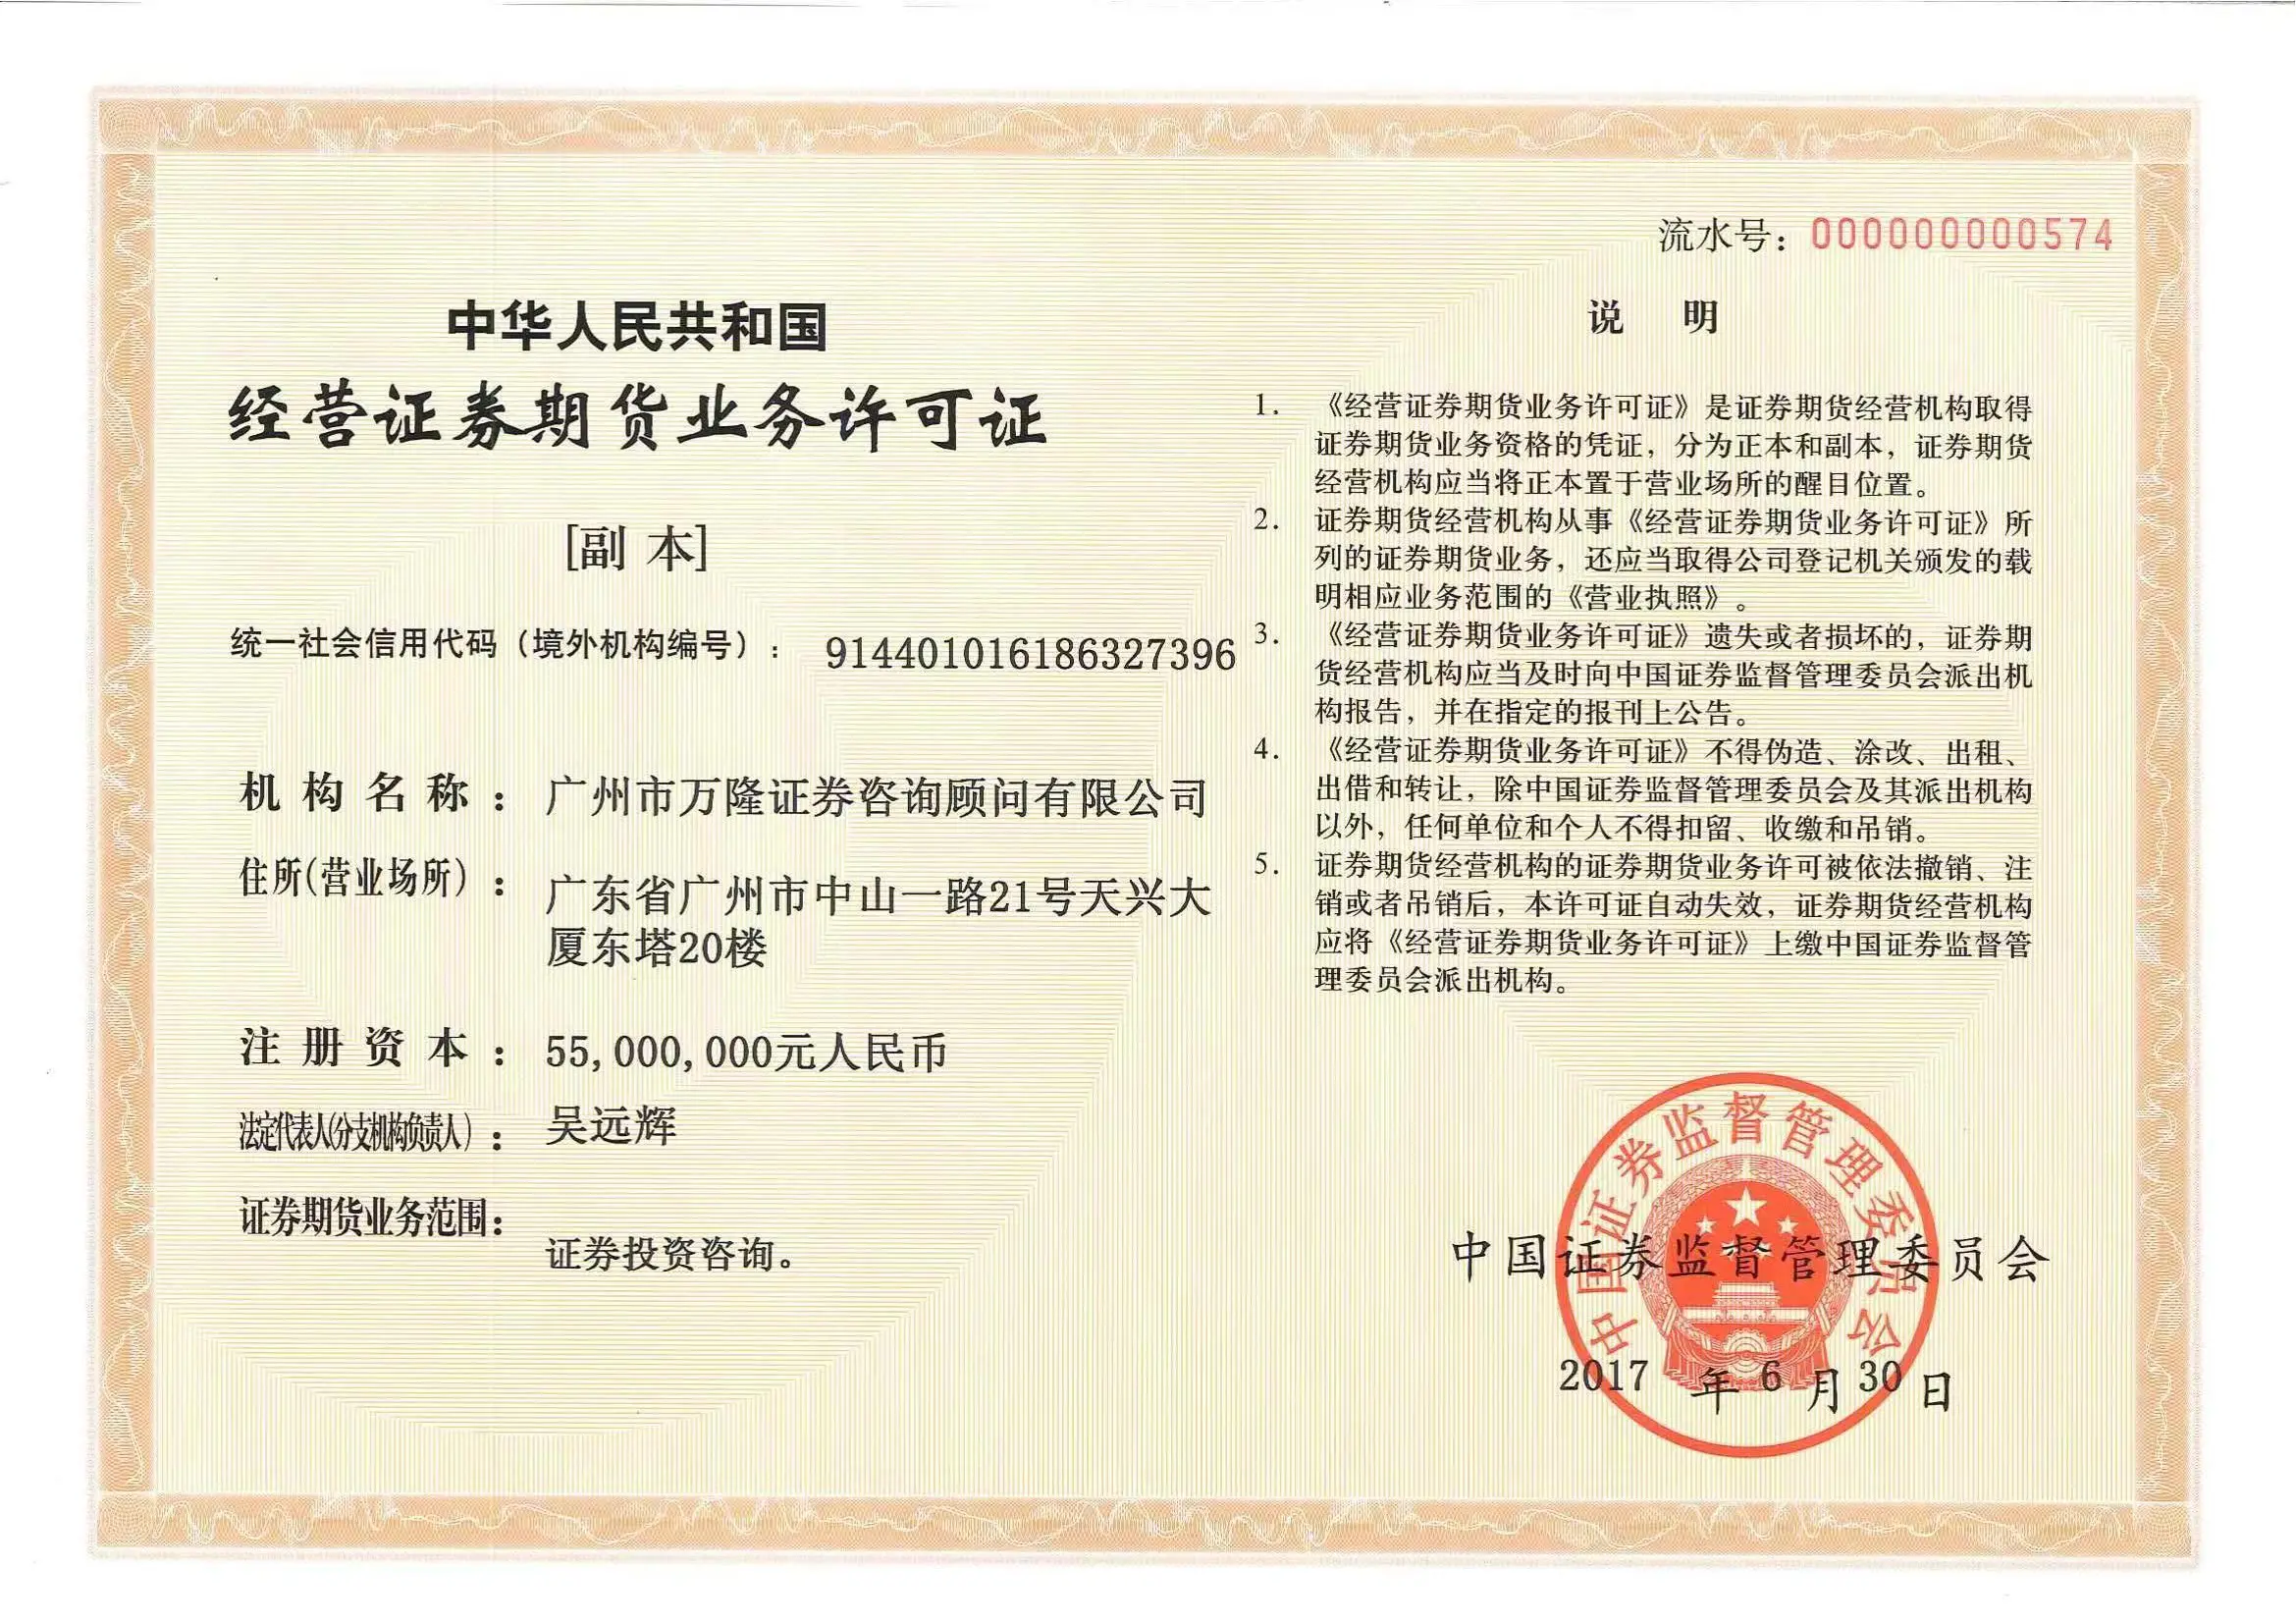 流水号：000000000574
中华人民共和国
经营证券期货业务许可证
[副 本]
统一社会信用代码（境外机构编号）：914401016186327396
机构名称：广州市万隆证券咨询顾问有限公司
住所(营业场所)：广东省广州市中山一路21号天兴大
厦东塔20楼
注册资本：55,000,000元人民币
法定代表人(分支机构负责人)：吴远辉
证券期货业务范围：
证券投资咨询。
说 明
1. 《经营证券期货业务许可证》是证券期货经营机构取得
证券期货业务资格的凭证，分为正本和副本，证券期货
经营机构应当将正本置于营业场所的醒目位置。
2. 证券期货经营机构从事《经营证券期货业务许可证》所
列的证券期货业务，还应当取得公司登记机关颁发的载
明相应业务范围的《营业执照》。
3. 《经营证券期货业务许可证》遗失或者损坏的，证券期
货经营机构应当及时向中国证券监督管理委员会派出机
构报告，并在指定的报刊上公告。
4. 《经营证券期货业务许可证》不得伪造、涂改、出租、
出借和转让，除中国证券监督管理委员会及其派出机构
以外，任何单位和个人不得扣留、收缴和吊销。
5. 证券期货经营机构的证券期货业务许可被依法撤销、注
销或者吊销后，本许可证自动失效，证券期货经营机构
应将《经营证券期货业务许可证》上缴中国证券监督管
理委员会派出机构。
中国证券监督管理委员会
中国证券监督管理委员会
2017 年 6 月 30 日